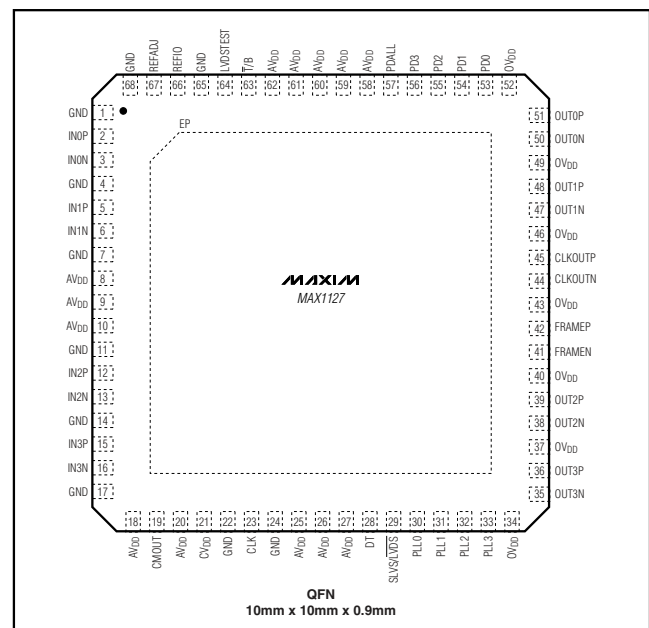 GND REFADJ REFIO GND LVDSTEST T̅/B AVDD AVDD AVDD AVDD AVDD PDALL PD3 PD2 PD1 PD0 OVDD
68 67 66 65 64 63 62 61 60 59 58 57 56 55 54 53 52
GND 1
IN0P 2
IN0N 3
GND 4
IN1P 5
IN1N 6
GND 7
AVDD 8
AVDD 9
AVDD 10
GND 11
IN2P 12
IN2N 13
GND 14
IN3P 15
IN3N 16
GND 17
EP
MAXIM
MAX1127
51 OUT0P
50 OUT0N
49 OVDD
48 OUT1P
47 OUT1N
46 OVDD
45 CLKOUTP
44 CLKOUTN
43 OVDD
42 FRAMEP
41 FRAMEN
40 OVDD
39 OUT2P
38 OUT2N
37 OVDD
36 OUT3P
35 OUT3N
18 19 20 21 22 23 24 25 26 27 28 29 30 31 32 33 34
AVDD CMOUT AVDD CVDD GND CLK GND AVDD AVDD AVDD DT SLVS/LVDS PLL0 PLL1 PLL2 PLL3 OVDD
QFN
10mm x 10mm x 0.9mm